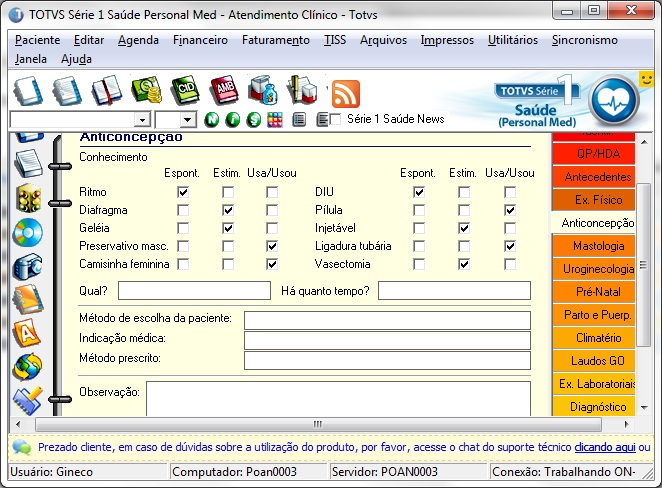 TOTVS Série 1 Saúde Personal Med - Atendimento Clínico - Totvs
Paciente Editar Agenda Financeiro Faturamento TISS Arquivos Impressos Utilitários Sincronismo
Janela Ajuda
CID
AMB
TOTVS Série 1
Saúde
(Personal Med)
N F S
Série 1 Saúde News
Anticoncepção
Conhecimento
Espont. Estim. Usa/Usou Espont. Estim. Usa/Usou
Ritmo DIU
Diafragma Pílula
Geléia Injetável
Preservativo masc. Ligadura tubária
Camisinha feminina Vasectomia
Qual? Há quanto tempo?
Método de escolha da paciente:
Indicação médica:
Método prescrito:
Observação:
QP/HDA
Antecedentes
Ex. Físico
Anticoncepção
Mastologia
Uroginecologia
Pré-Natal
Parto e Puerp.
Climatério
Laudos GO
Ex. Laboratoriais
Diagnóstico
Prezado cliente, em caso de dúvidas sobre a utilização do produto, por favor, acesse o chat do suporte técnico clicando aqui ou
Usuário: Gineco Computador: Poan0003 Servidor: POAN0003 Conexão: Trabalhando ON-